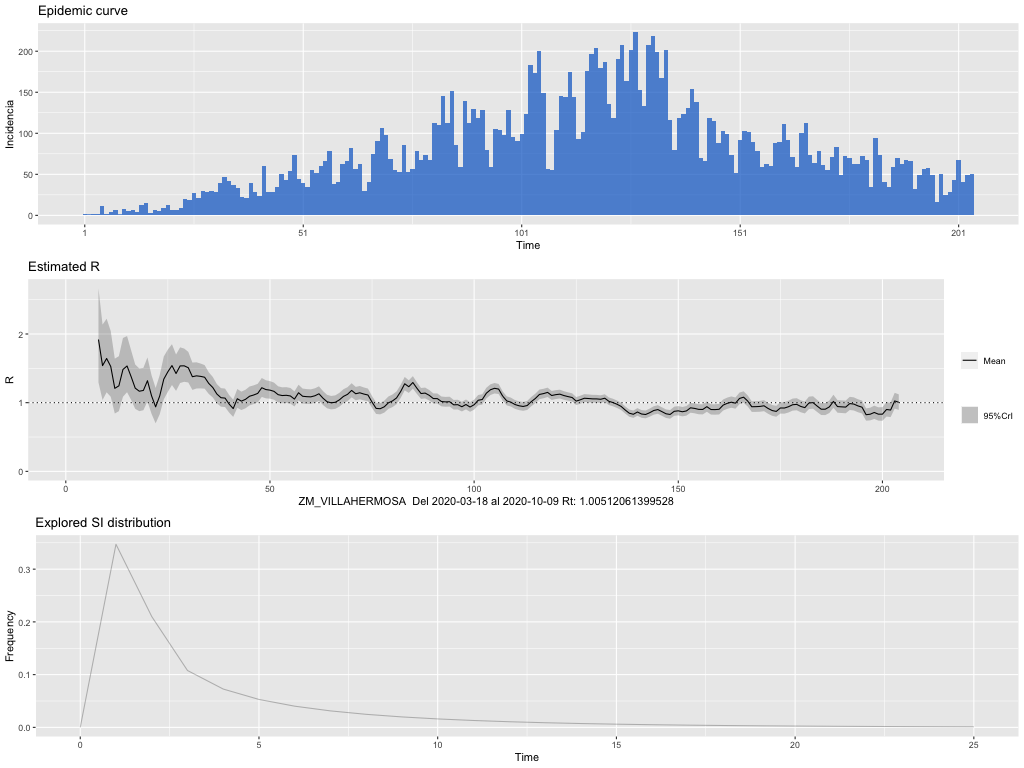 Epidemic curve
200
150
100
50
0
Incidencia
1 51 101 151 201
Time
Estimated R
2
1
0
R
Mean
95%CrI
0 50 100 150 200
ZM_VILLAHERMOSA Del 2020-03-18 al 2020-10-09 Rt: 1.00512061399528
Explored SI distribution
0.3
0.2
0.1
0.0
Frequency
0 5 10 15 20 25
Time